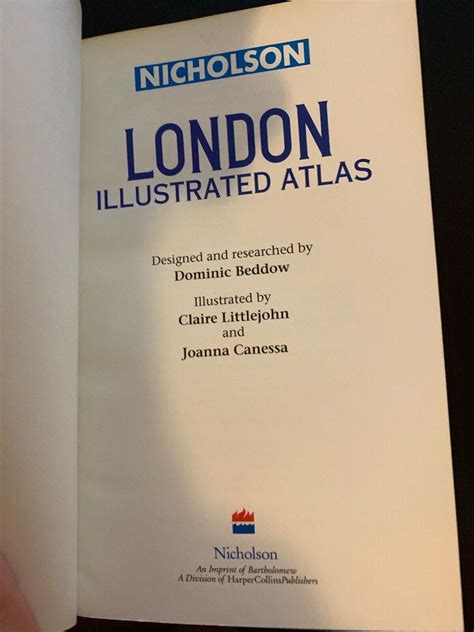 NICHOLSON
LONDON
ILLUSTRATED ATLAS
Designed and researched by
Dominic Beddow
Illustrated by
Claire Littlejohn
and
Joanna Canessa
Nicholson
An Imprint of Bartholomew
A Division of HarperCollinsPublishers